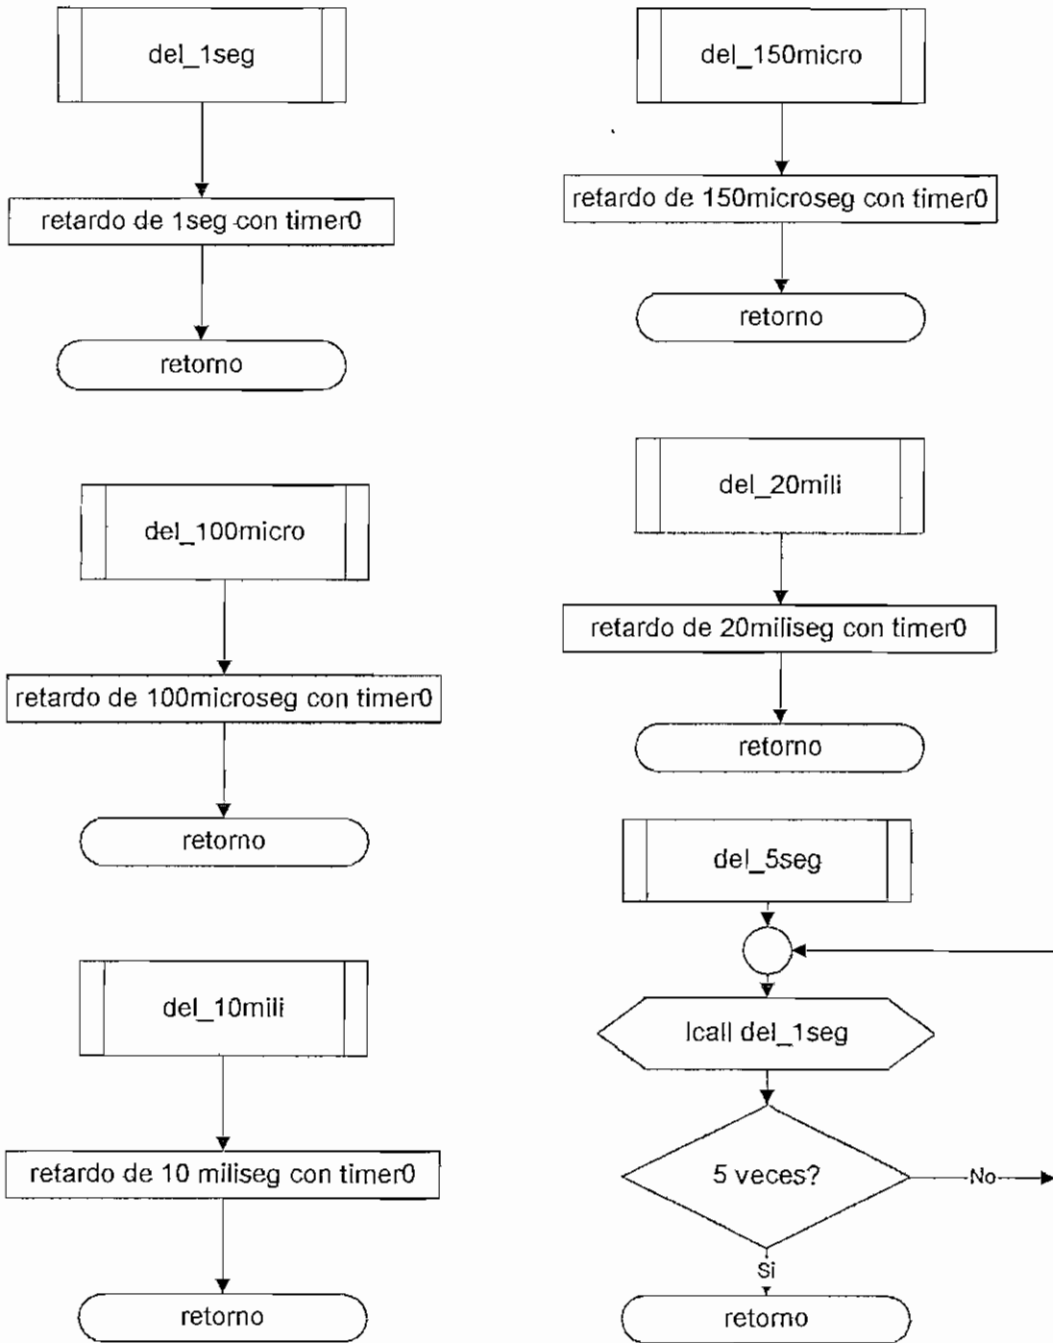 del_1seg
retardo de 1seg con timer0
retorno
del_100micro
retardo de 100microseg con timer0
retorno
del_10mili
retardo de 10 miliseg con timer0
retorno
del_150micro
retardo de 150microseg con timer0
retorno
del_20mili
retardo de 20miliseg con timer0
retorno
del_5seg
lcall del_1seg
5 veces?
No
Si
retorno